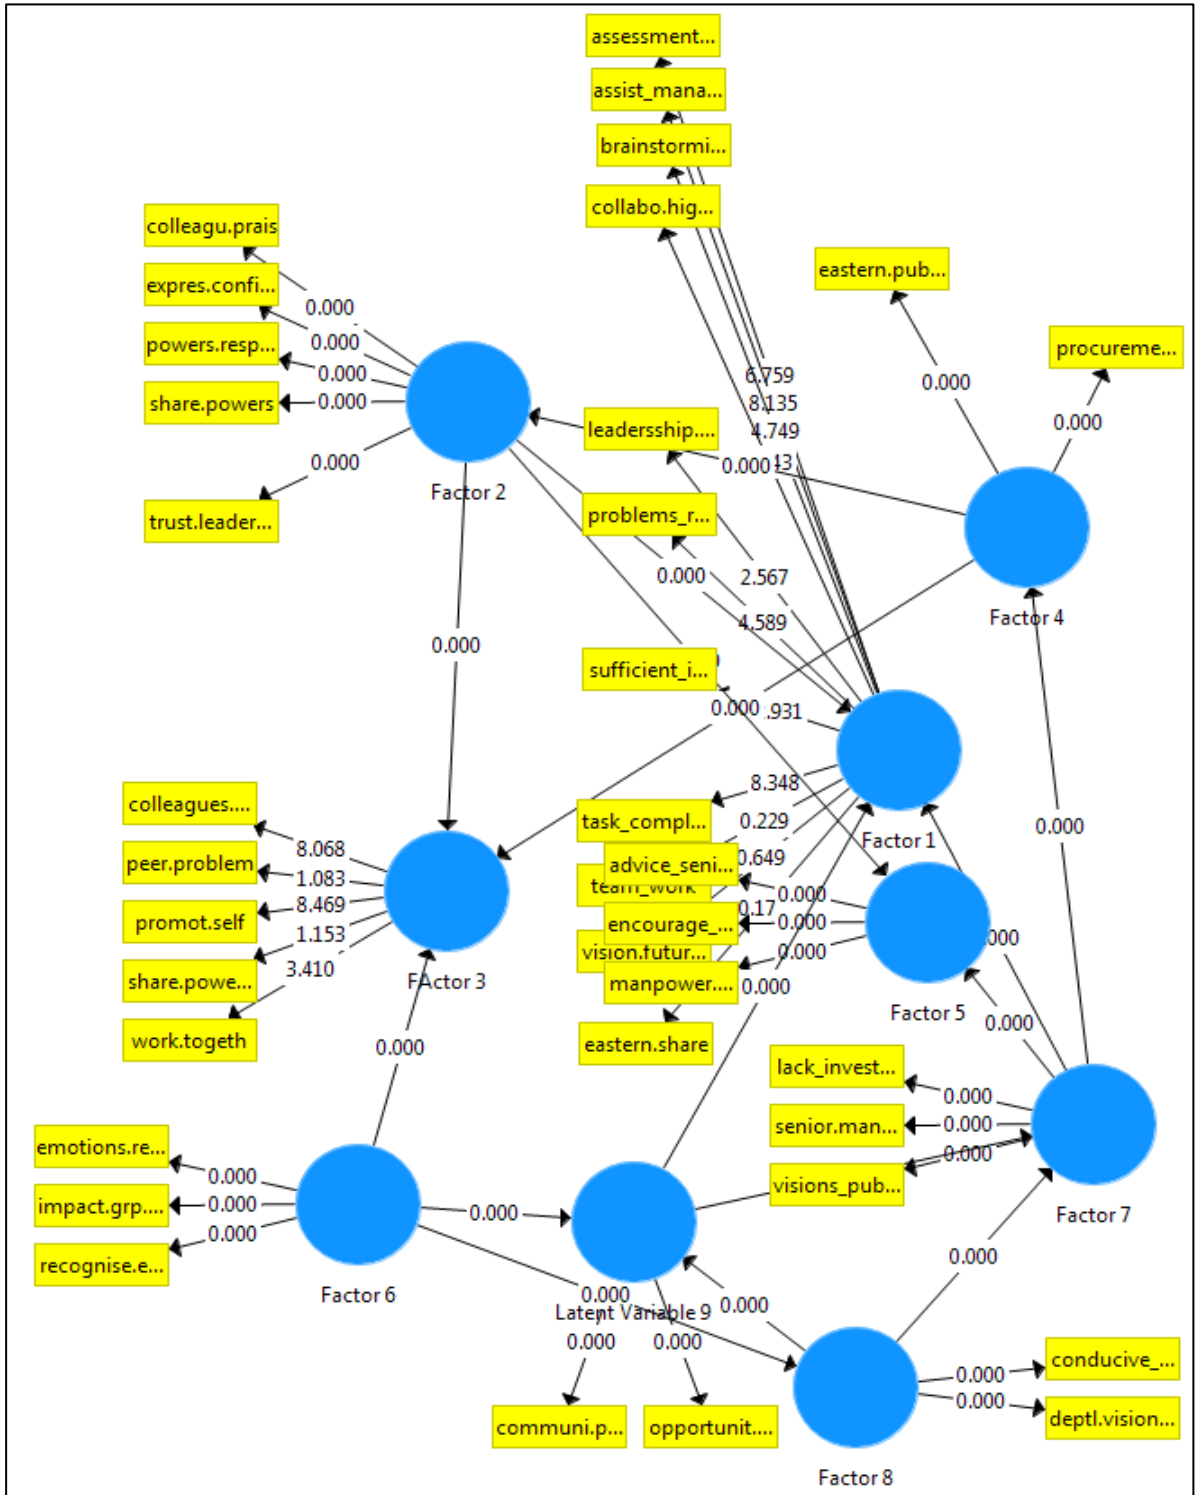 assessment...
assist_mana...
brainstormi...
collabo.hig...
colleagu.prais
expres.confi...
powers.resp...
share.powers
trust.leader...
0.000
0.000
0.000
0.000
0.000
Factor 2
eastern.pub...
procureme...
0.000
0.000
Factor 4
6.759
8.135
4.749
43
0.000
leadersship....
problems_r...
0.000
2.567
4.589
sufficient_i...
0.000
.931
0.000
8.348
0.229
0.649
0.17
Factor 1
task_compl...
advice_seni...
team_work
encourage_...
vision.futur...
manpower....
eastern.share
0.000
0.000
0.000
0.000
Factor 5
.000
0.000
0.000
colleagues....
peer.problem
promot.self
share.powe...
work.togeth
8.068
1.083
8.469
1.153
3.410
FActor 3
0.000
lack_invest...
senior.man...
visions_pub...
0.000
0.000
0.000
Factor 7
emotions.re...
impact.grp....
recognise.e...
0.000
0.000
0.000
Factor 6
0.000
0.000
Latent Variable 9
0.000
0.000
0.000
0.000
communi.p...
opportunit....
conducive_...
deptl.vision...
0.000
0.000
Factor 8